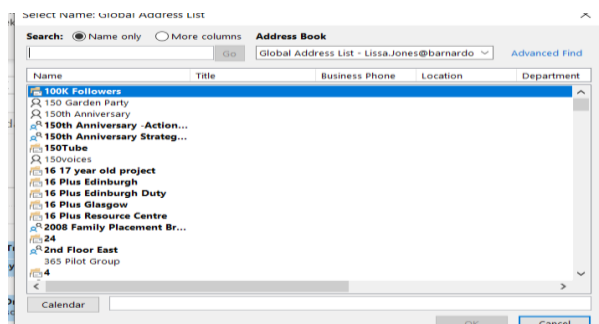 Select Name: Global Address List
Search: Name only More columns Address Book
Go Global Address List - Lissa.Jones@barnardo Advanced Find
Name Title Business Phone Location Department
100K Followers
150 Garden Party
150th Anniversary
150th Anniversary -Action...
150th Anniversary Strateg...
150Tube
150voices
16 17 year old project
16 Plus Edinburgh
16 Plus Edinburgh Duty
16 Plus Glasgow
16 Plus Resource Centre
2008 Family Placement Br...
24
2nd Floor East
365 Pilot Group
4
Calendar
OK Cancel